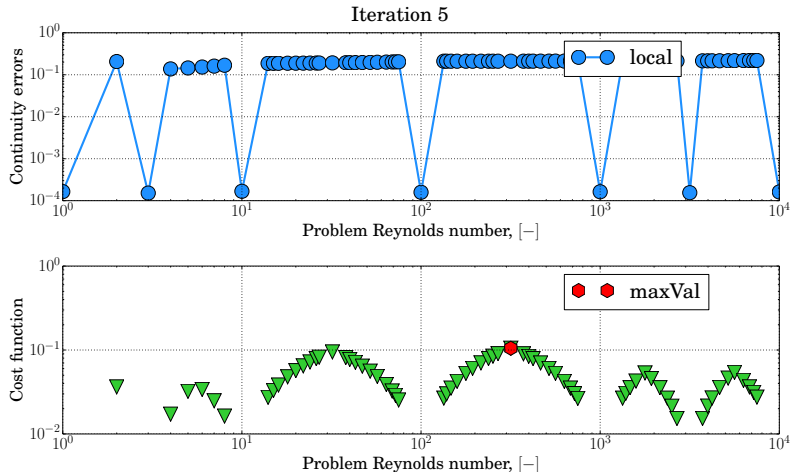 Iteration 5
10^0
10^-1
10^-2
10^-3
10^-4
Continuity errors
local
10^0
10^1
10^2
10^3
10^4
Problem Reynolds number, [−]
10^0
10^-1
10^-2
Cost function
maxVal
10^0
10^1
10^2
10^3
10^4
Problem Reynolds number, [−]